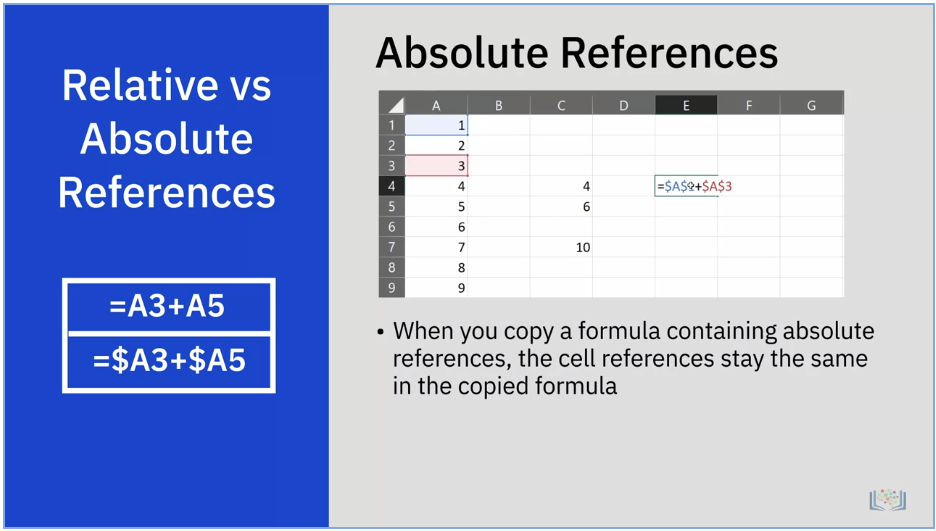 Relative vs
Absolute
References
=A3+A5
=$A3+$A5
Absolute References
A B C D E F G
1 1
2 2
3 3
4 4 4 =$A$ +$A$3
5 5 6
6 6
7 7 10
8 8
9 9
• When you copy a formula containing absolute
references, the cell references stay the same
in the copied formula